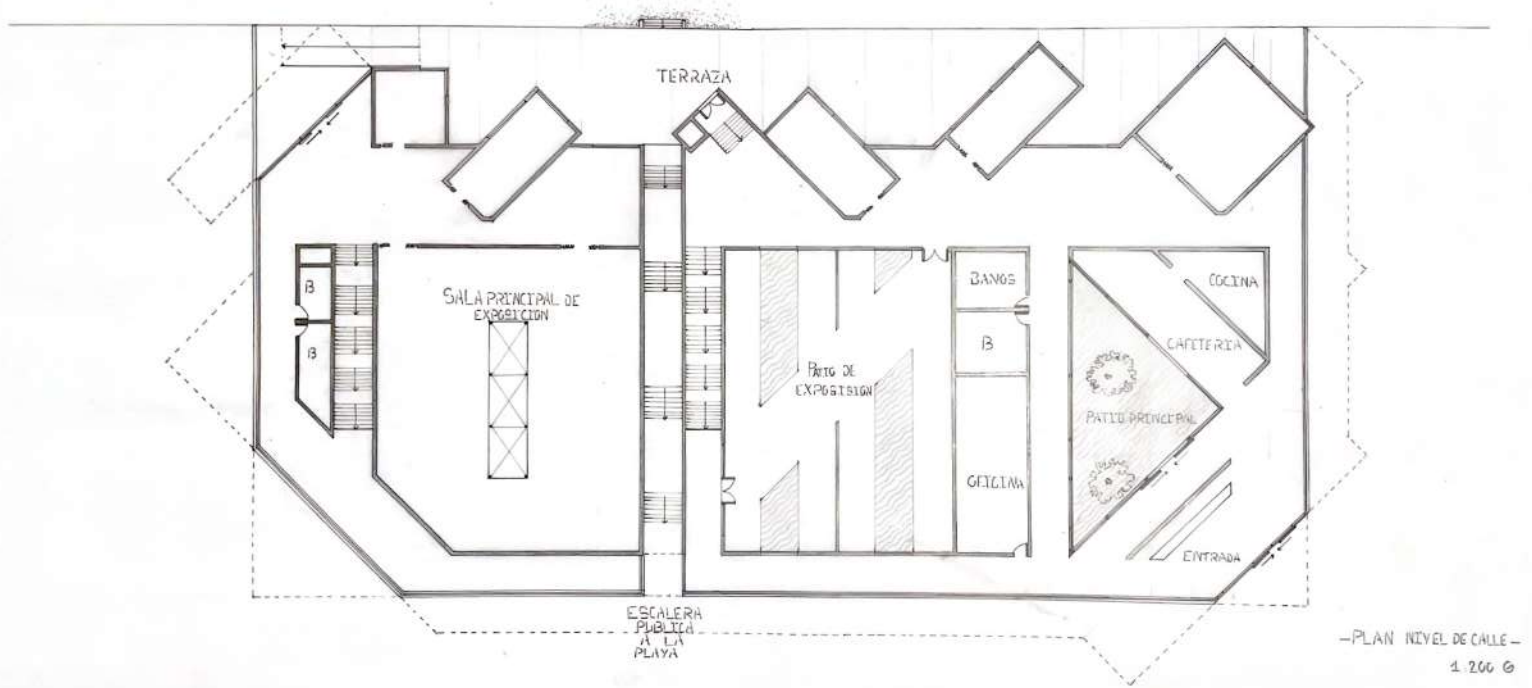 TERRAZA
B
B
SALA PRINCIPAL DE
EXPOSICION
PATIO DE
EXPOSISION
BANOS
B
OFICINA
COCINA
CAFETERIA
PATIO PRINCIPAL
ENTRADA
ESCALERA
PUBLICA
A LA
PLAYA
-PLAN NIVEL DE CALLE-
1.200 G